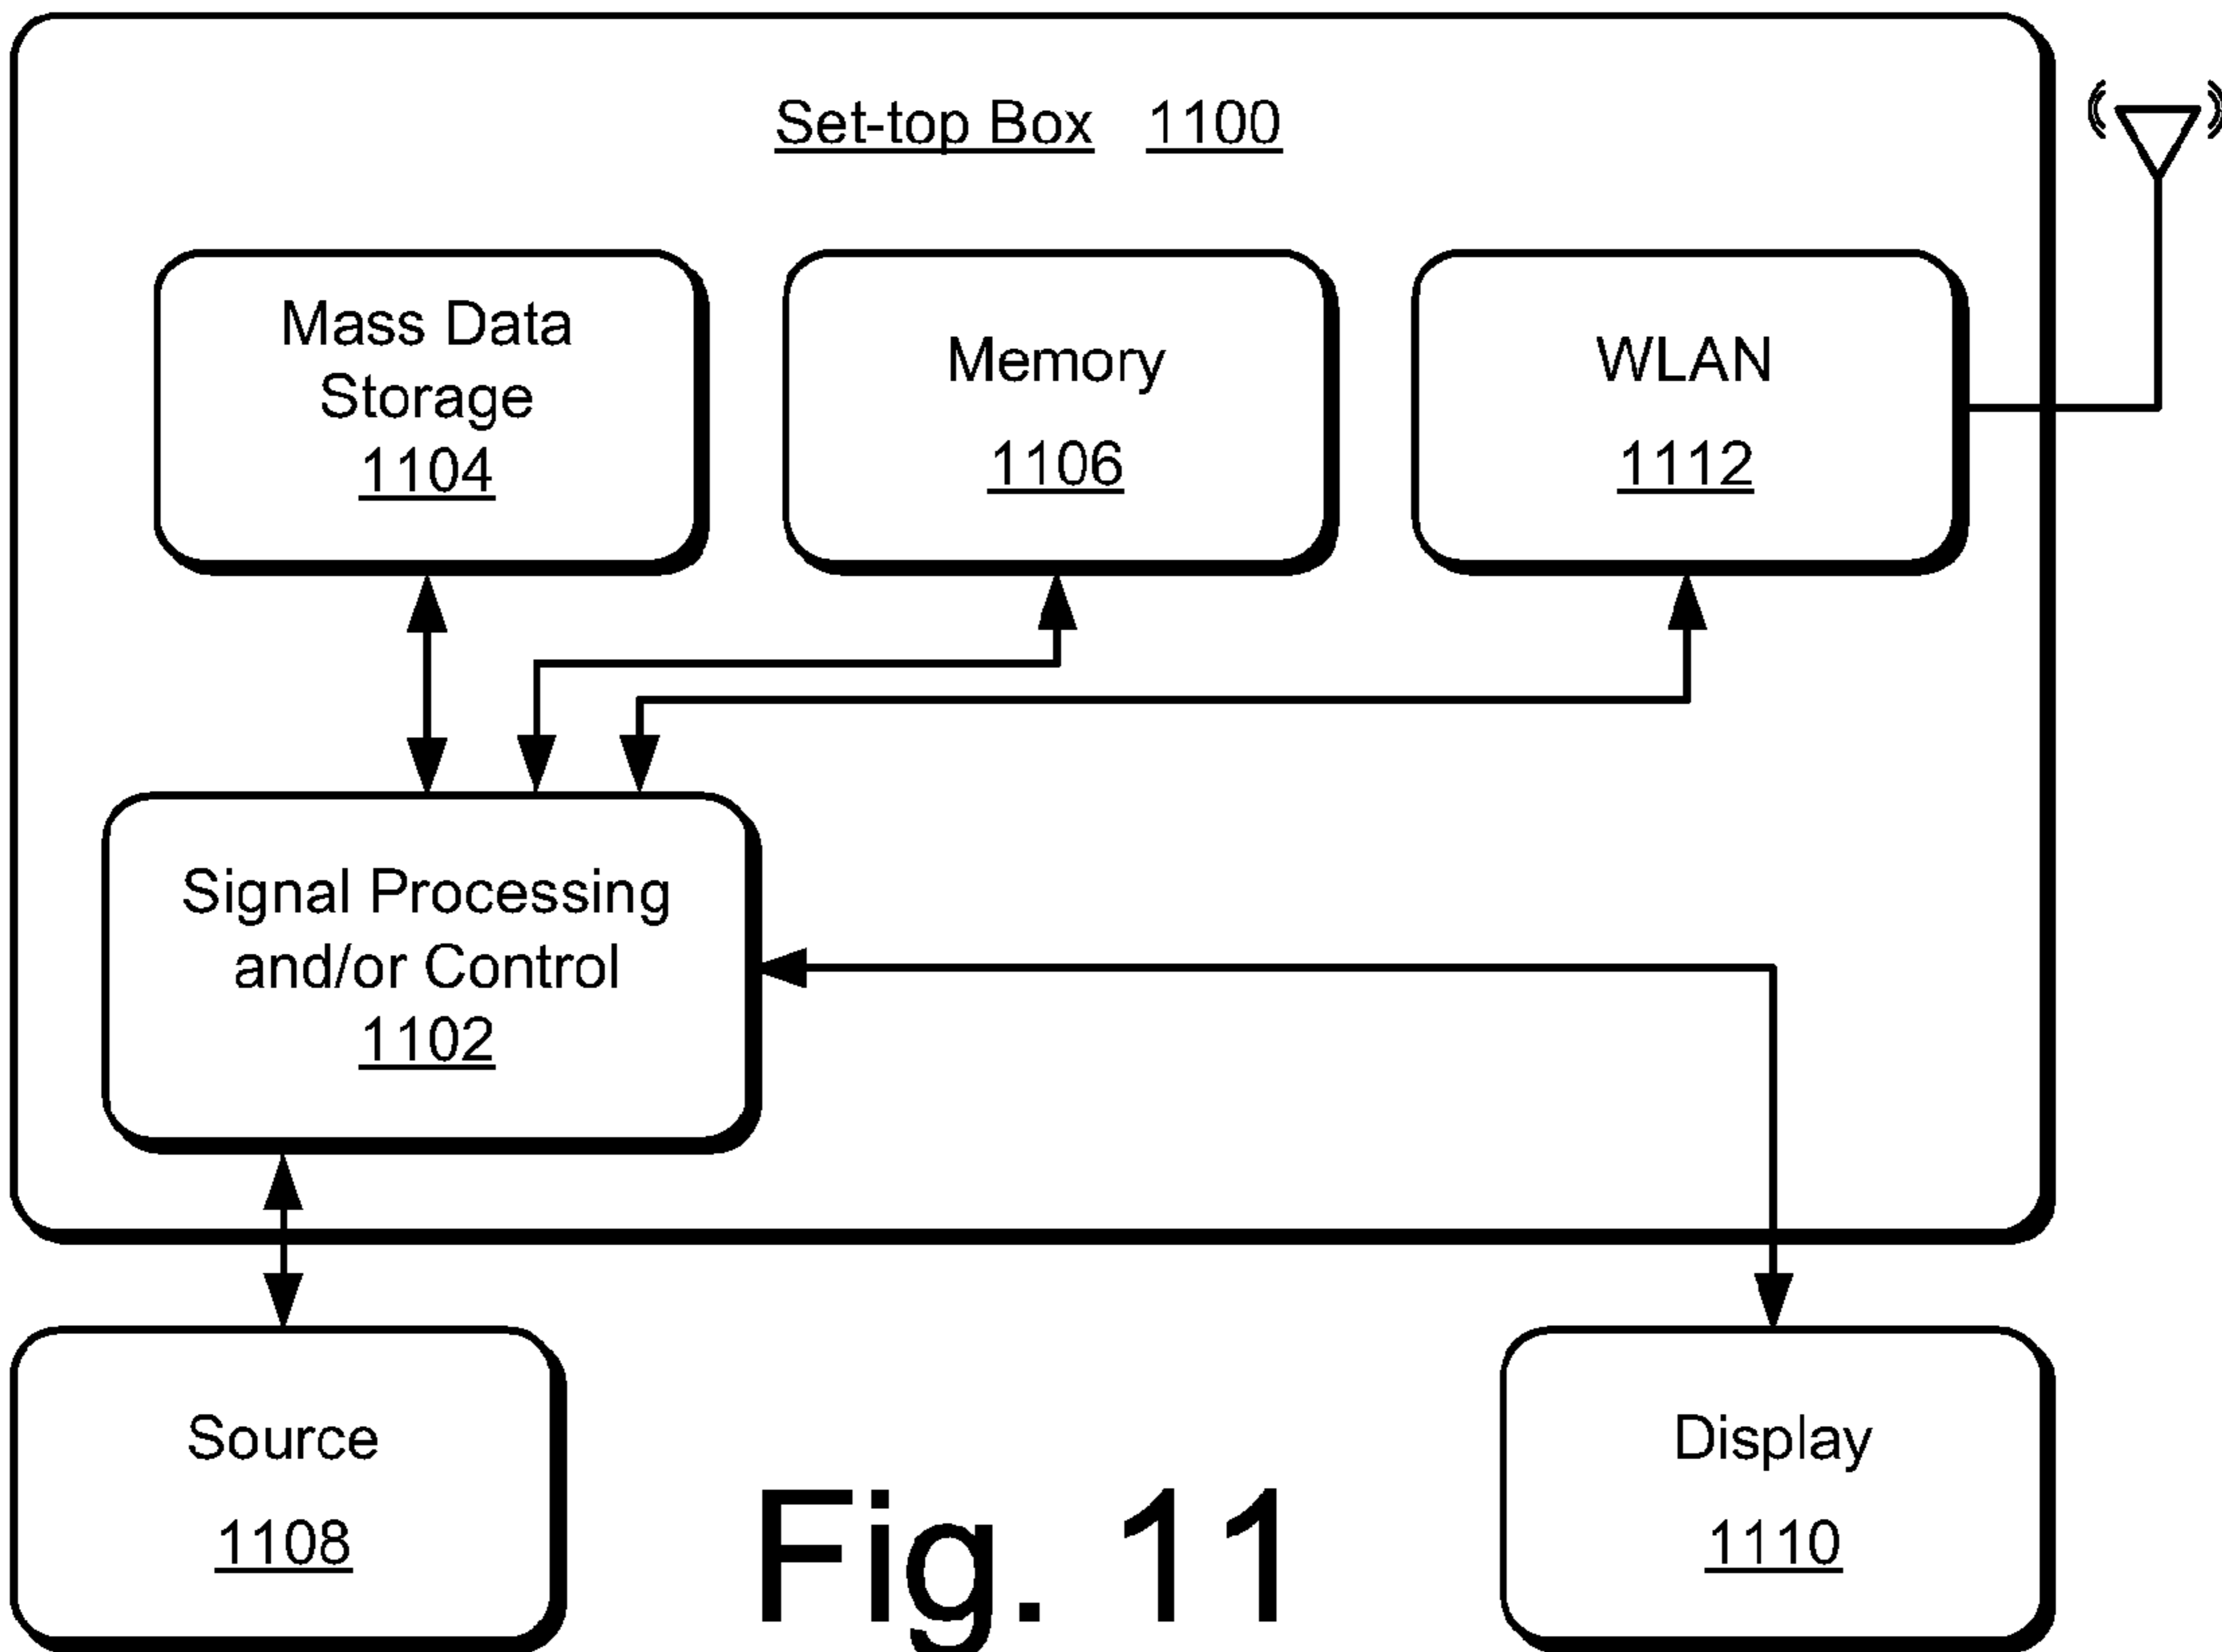 Set-top Box 1100
Mass Data
Storage
1104
Memory
1106
WLAN
1112
Signal Processing
and/or Control
1102
Source
1108
Display
1110
Fig. 11